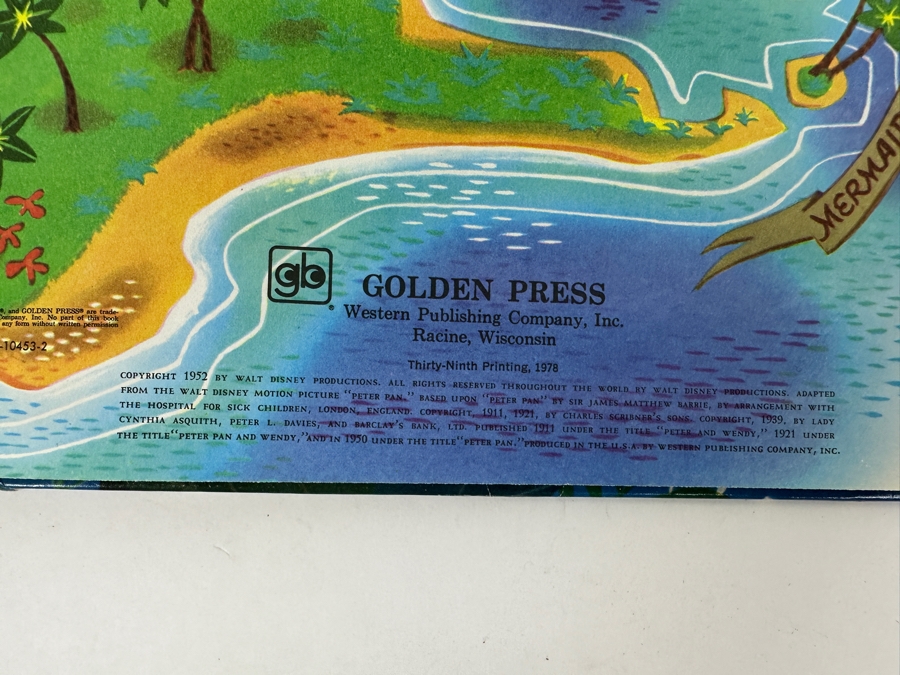 MERMAID
gb
GOLDEN PRESS
Western Publishing Company, Inc.
Racine, Wisconsin
®, and GOLDEN PRESS® are trade-
Company, Inc. No part of this book
any form without written permission
-10453-2
Thirty-Ninth Printing, 1978
COPYRIGHT 1952 BY WALT DISNEY PRODUCTIONS. ALL RIGHTS RESERVED THROUGHOUT THE WORLD BY WALT DISNEY PRODUCTIONS. ADAPTED
FROM THE WALT DISNEY MOTION PICTURE "PETER PAN." BASED UPON "PETER PAN" BY SIR JAMES MATTHEW BARRIE, BY ARRANGEMENT WITH
THE HOSPITAL FOR SICK CHILDREN, LONDON, ENGLAND. COPYRIGHT, 1911, 1921, BY CHARLES SCRIBNER'S SONS. COPYRIGHT, 1939, BY LADY
CYNTHIA ASQUITH, PETER L. DAVIES, AND BARCLAY'S BANK, LTD. PUBLISHED 1911 UNDER THE TITLE "PETER AND WENDY," 1921 UNDER
THE TITLE "PETER PAN AND WENDY," AND IN 1950 UNDER THE TITLE "PETER PAN." PRODUCED IN THE U.S.A. BY WESTERN PUBLISHING COMPANY, INC.